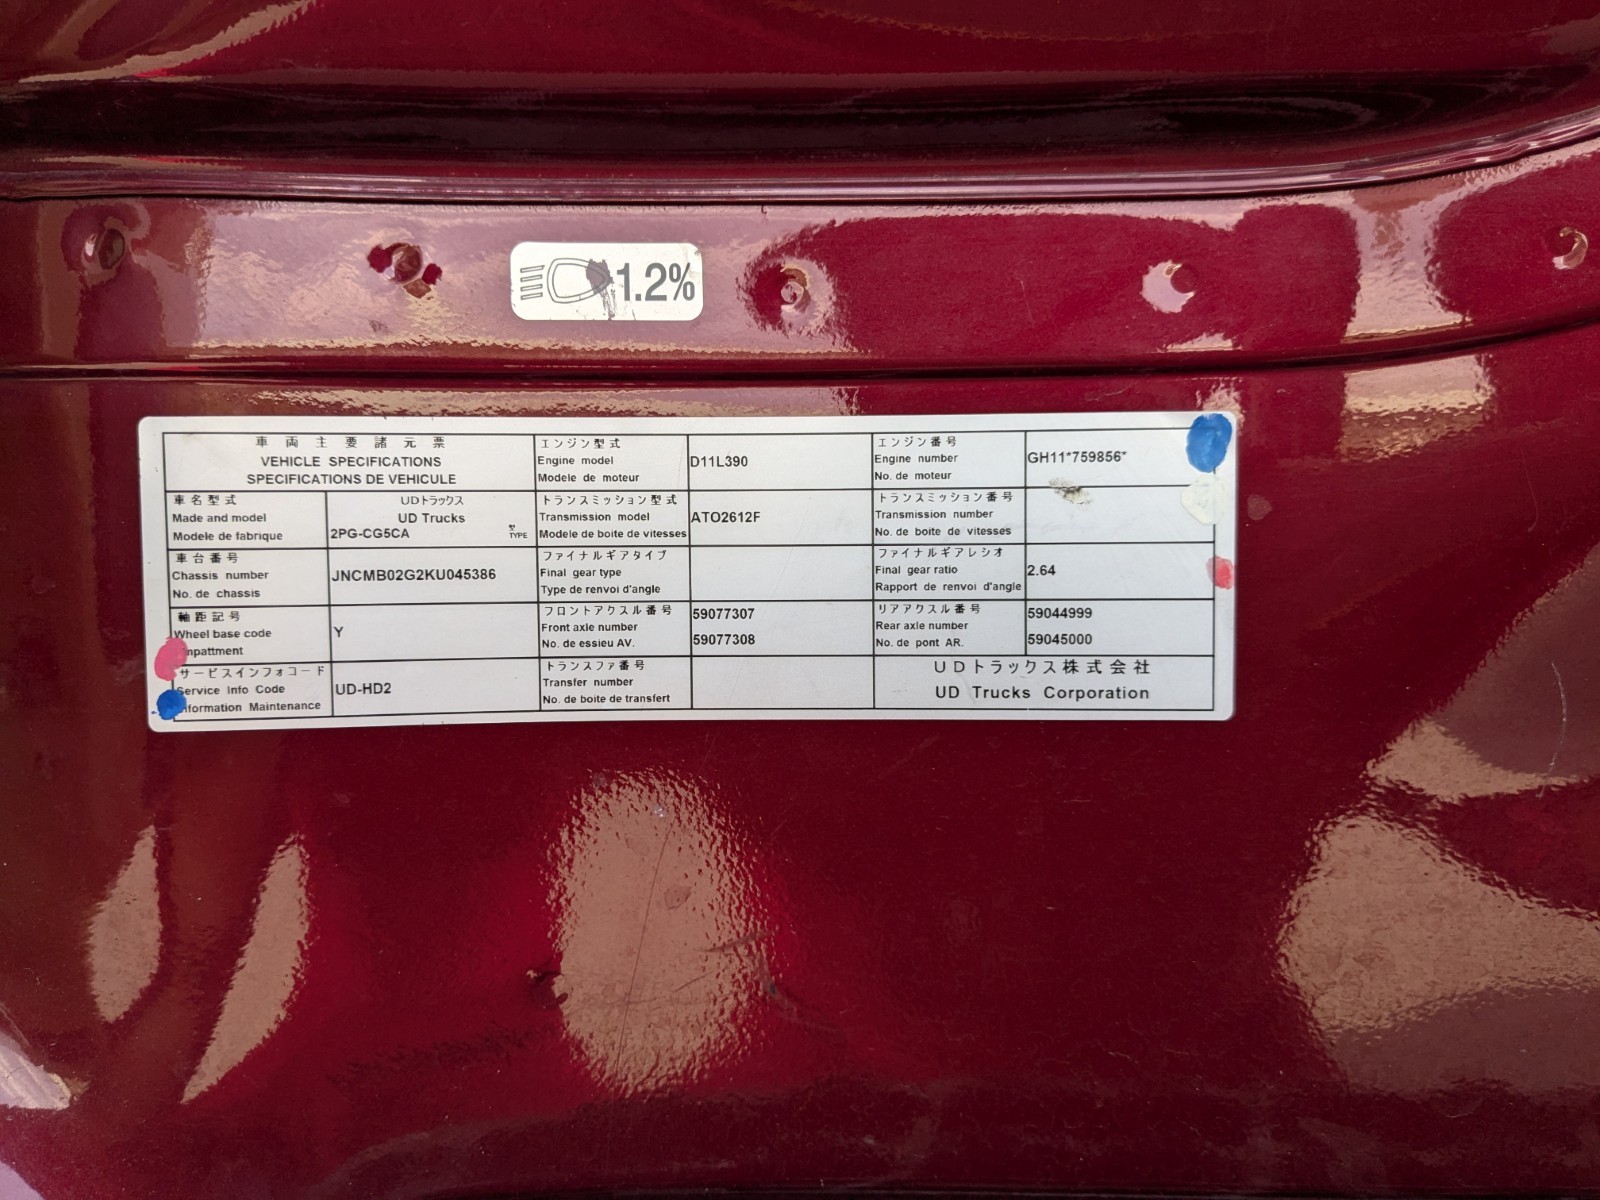 1.2%
車両主要諸元票
VEHICLE SPECIFICATIONS
SPECIFICATIONS DE VEHICULE
エンジン型式
Engine model
Modele de moteur
D11L390
エンジン番号
Engine number
No. de moteur
GH11*759856*
車名型式
Made and model
Modele de fabrique
UDトラックス
UD Trucks
2PG-CG5CA
型
TYPE
トランスミッション型式
Transmission model
Modele de boite de vitesses
ATO2612F
トランスミッション番号
Transmission number
No. de boite de vitesses
車台番号
Chassis number
No. de chassis
JNCMB02G2KU045386
ファイナルギアタイプ
Final gear type
Type de renvoi d'angle
ファイナルギアレシオ
Final gear ratio
Rapport de renvoi d'angle
2.64
軸距記号
Wheel base code
mpattment
Y
フロントアクスル番号
Front axle number
No. de essieu AV.
59077307
59077308
リアアクスル番号
Rear axle number
No. de pont AR.
59044999
59045000
サービスインフォコード
Service Info Code
Information Maintenance
UD-HD2
トランスファ番号
Transfer number
No. de boite de transfert
UDトラックス株式会社
UD Trucks Corporation